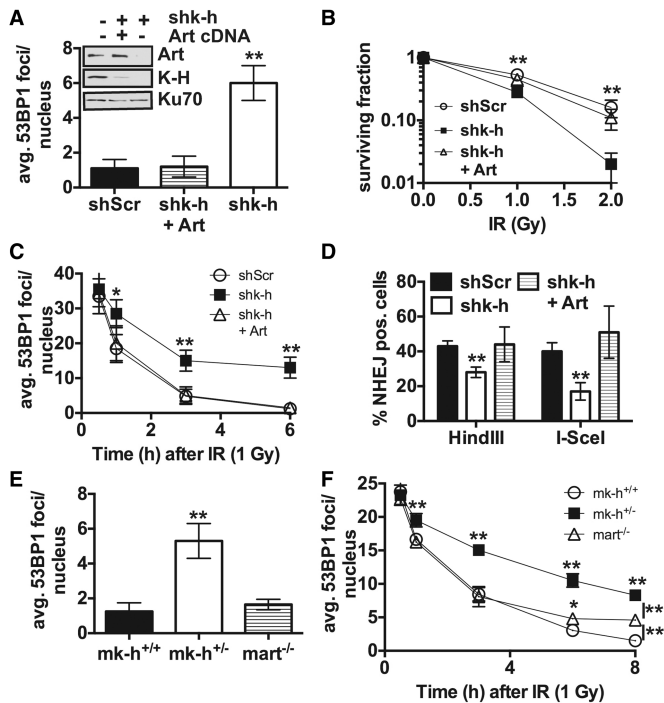 A
- + + shk-h
- + - Art cDNA
Art
K-H
Ku70
**
avg. 53BP1 foci/
nucleus
8
6
4
2
0
shScr
shk-h
+ Art
shk-h
B
**
**
surviving fraction
1
0.10
0.01
shScr
shk-h
shk-h
+ Art
0.0 0.5 1.0 1.5 2.0
IR (Gy)
C
avg. 53BP1 foci/
nucleus
40
30
20
10
0
*
**
**
shScr
shk-h
shk-h
+ Art
0 2 4 6
Time (h) after IR (1 Gy)
D
% NHEJ pos. cells
80
60
40
20
0
shScr
shk-h
shk-h
+ Art
**
**
HindIII I-SceI
E
avg. 53BP1 foci/
nucleus
8
6
4
2
0
**
mk-h+/+ mk-h+/- mart-/-
F
avg. 53BP1 foci/
nucleus
25
20
15
10
5
0
**
**
**
*
**
**
**
mk-h+/+
mk-h+/-
mart-/-
4 8
Time (h) after IR (1 Gy)